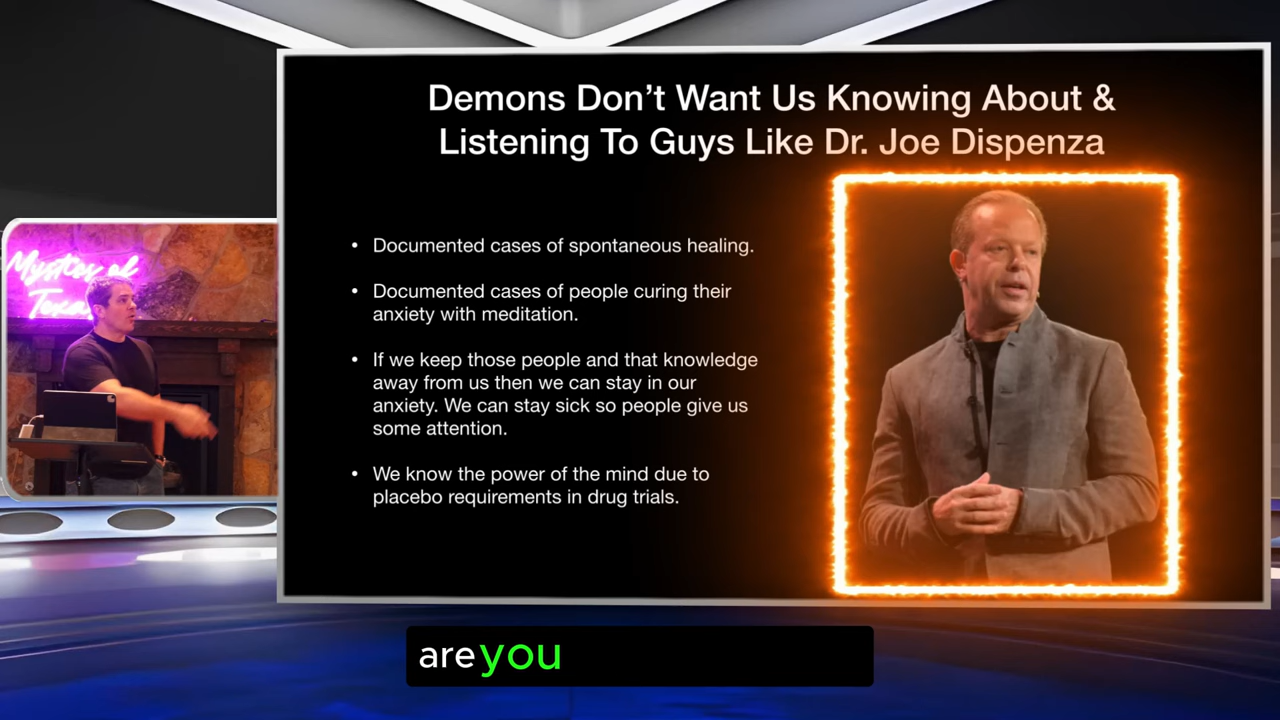 Demons Don't Want Us Knowing About &
Listening To Guys Like Dr. Joe Dispenza
• Documented cases of spontaneous healing.
• Documented cases of people curing their
anxiety with meditation.
• If we keep those people and that knowledge
away from us then we can stay in our
anxiety. We can stay sick so people give us
some attention.
• We know the power of the mind due to
placebo requirements in drug trials.
Mystics of
Texas
are you